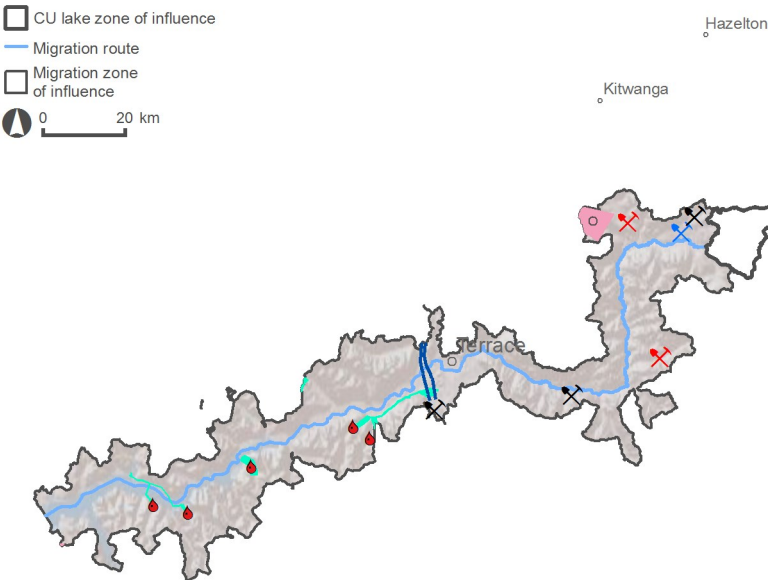 CU lake zone of influence
Migration route
Migration zone
of influence
0 20 km
Hazelton
Kitwanga
Terrace